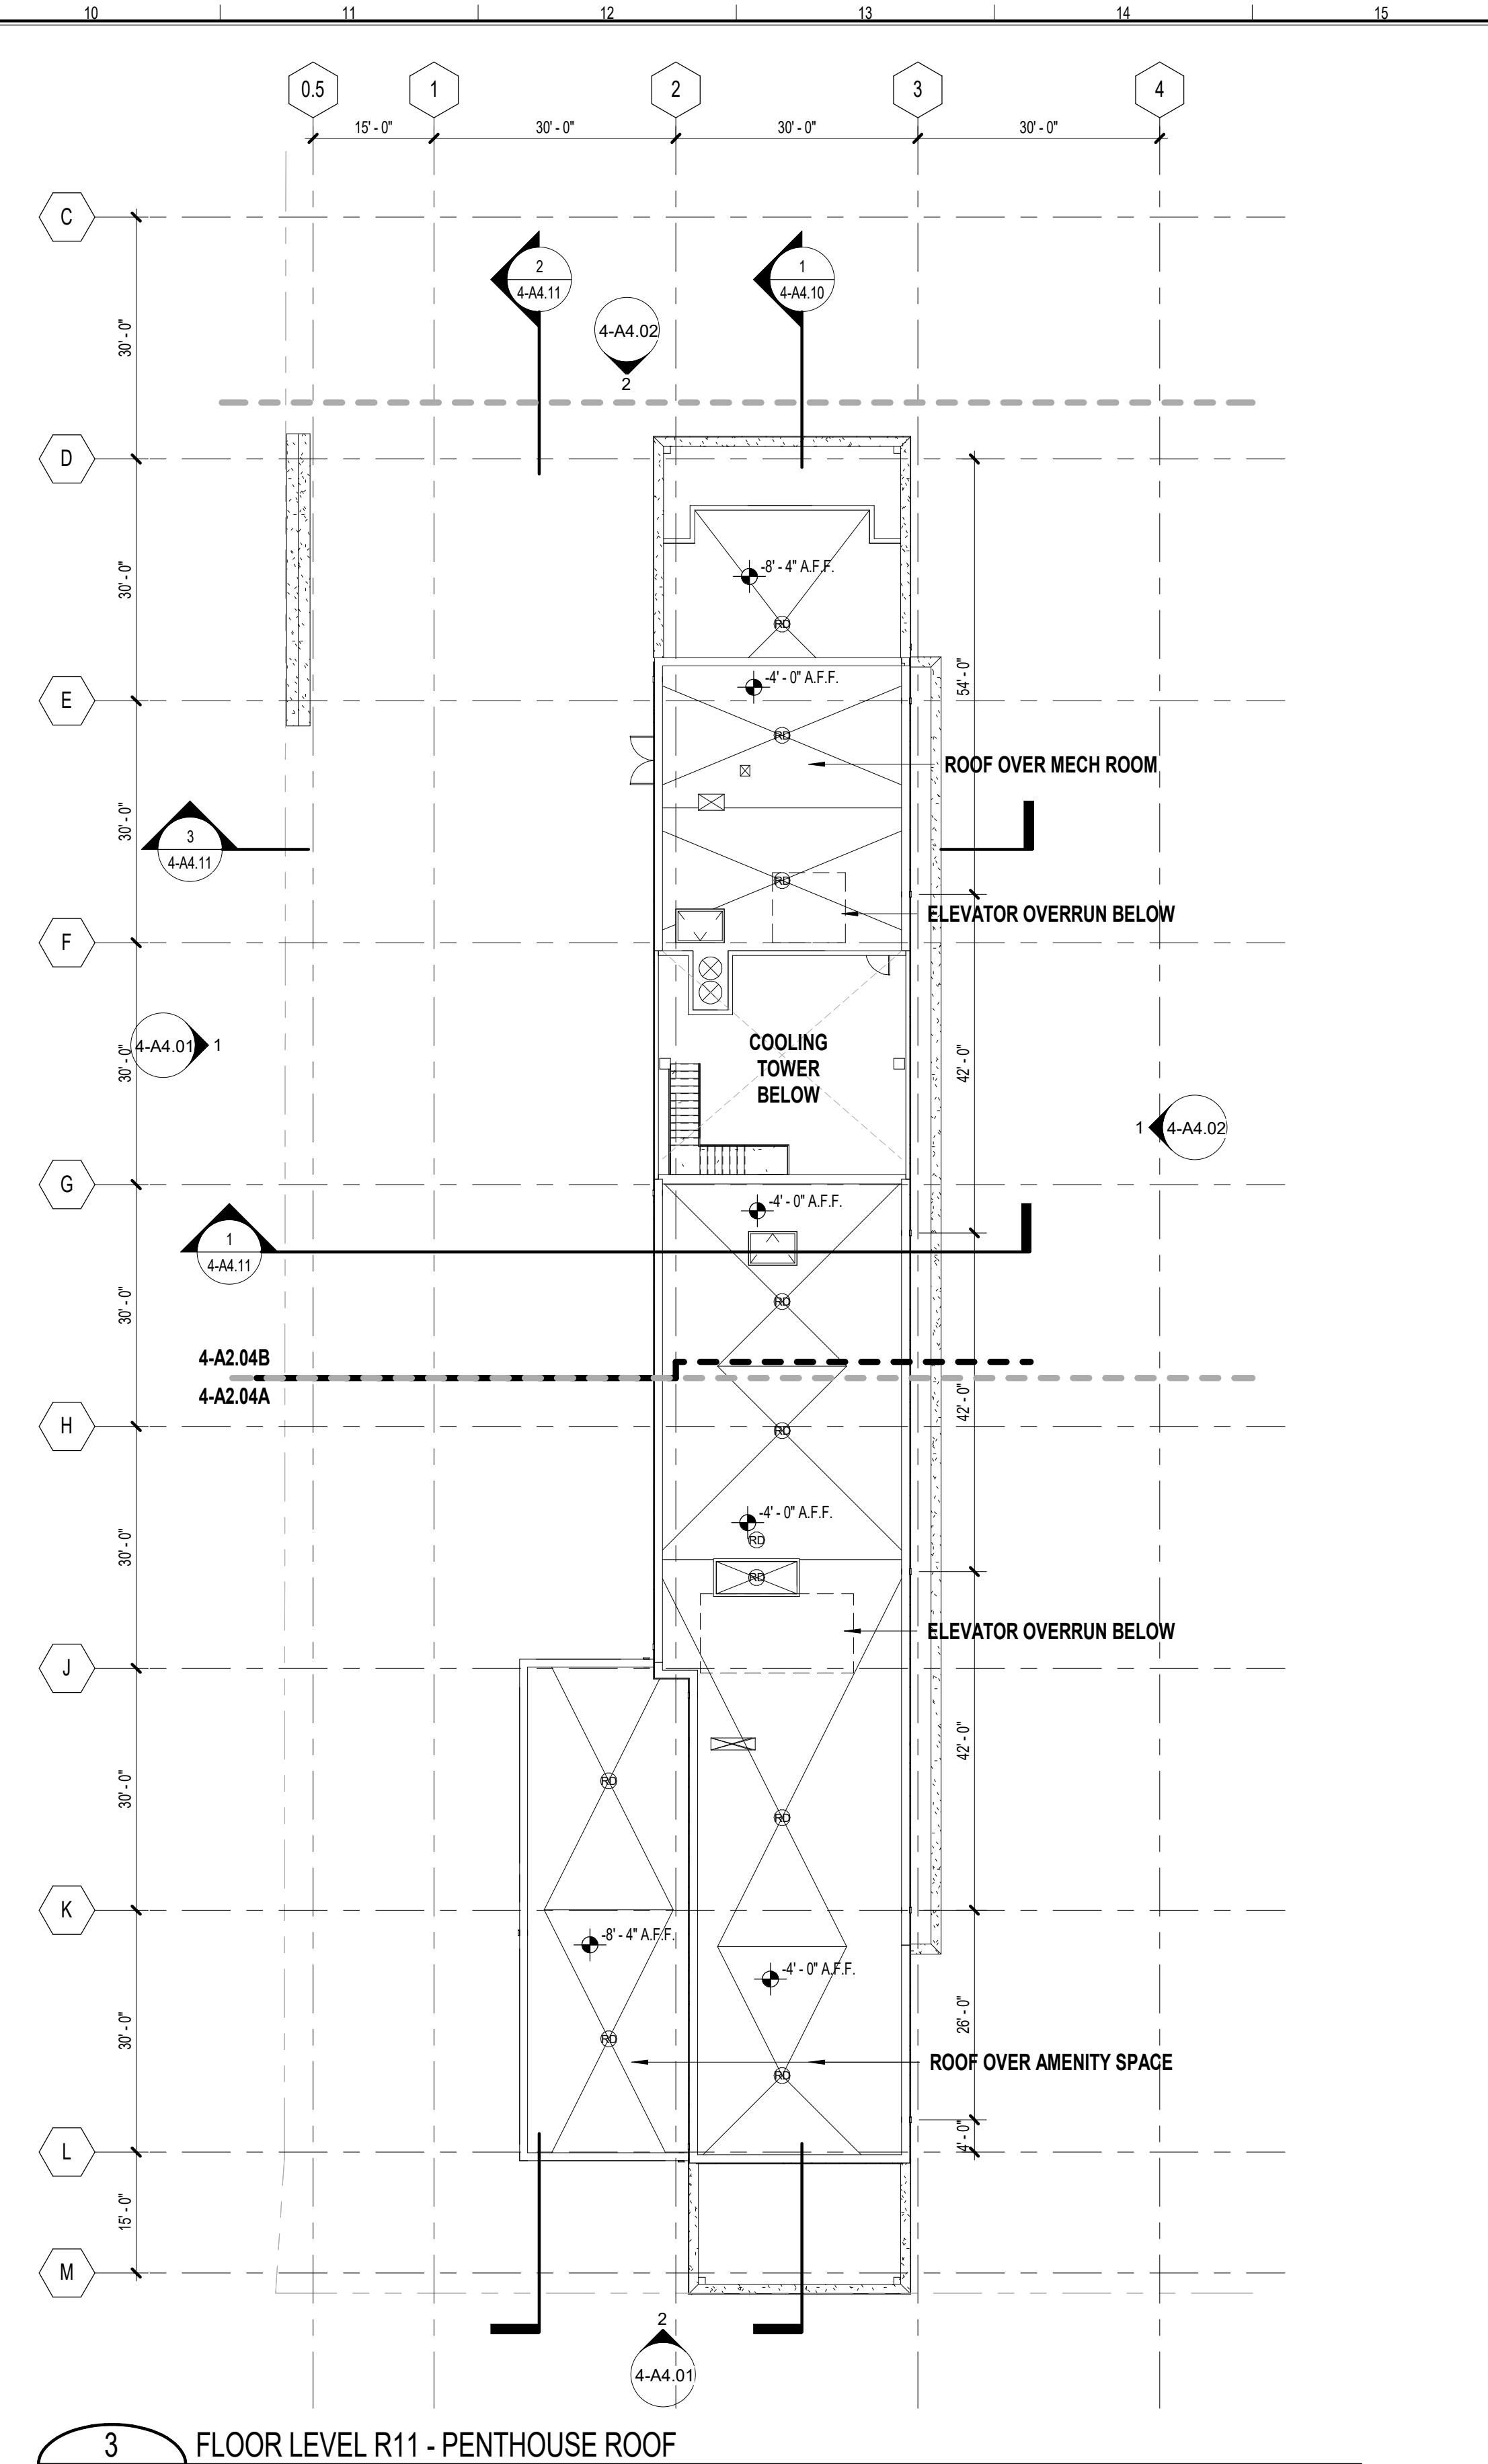 10 11 12 13 14 15
0.5 1 2 3 4
15' - 0" 30' - 0" 30' - 0" 30' - 0"
C
2
4-A4.11
1
4-A4.10
4-A4.02
2
30' - 0"
D
-8' - 4" A.F.F.
30' - 0"
RD
54' - 0"
-4' - 0" A.F.F.
E
RD
ROOF OVER MECH ROOM
30' - 0"
3
4-A4.11
RD
ELEVATOR OVERRUN BELOW
F
4-A4.01 1
30' - 0"
COOLING
TOWER
BELOW
42' - 0"
1 4-A4.02
G
-4' - 0" A.F.F.
1
4-A4.11
30' - 0"
RD
4-A2.04B
4-A2.04A
42' - 0"
H
RD
-4' - 0" A.F.F.
RD
30' - 0"
RD
ELEVATOR OVERRUN BELOW
J
42' - 0"
RD
30' - 0"
RD
K
-8' - 4" A.F.F.
-4' - 0" A.F.F.
26' - 0"
30' - 0"
RD
ROOF OVER AMENITY SPACE
RD
4' - 0"
L
15' - 0"
M
2
4-A4.01
3 FLOOR LEVEL R11 - PENTHOUSE ROOF